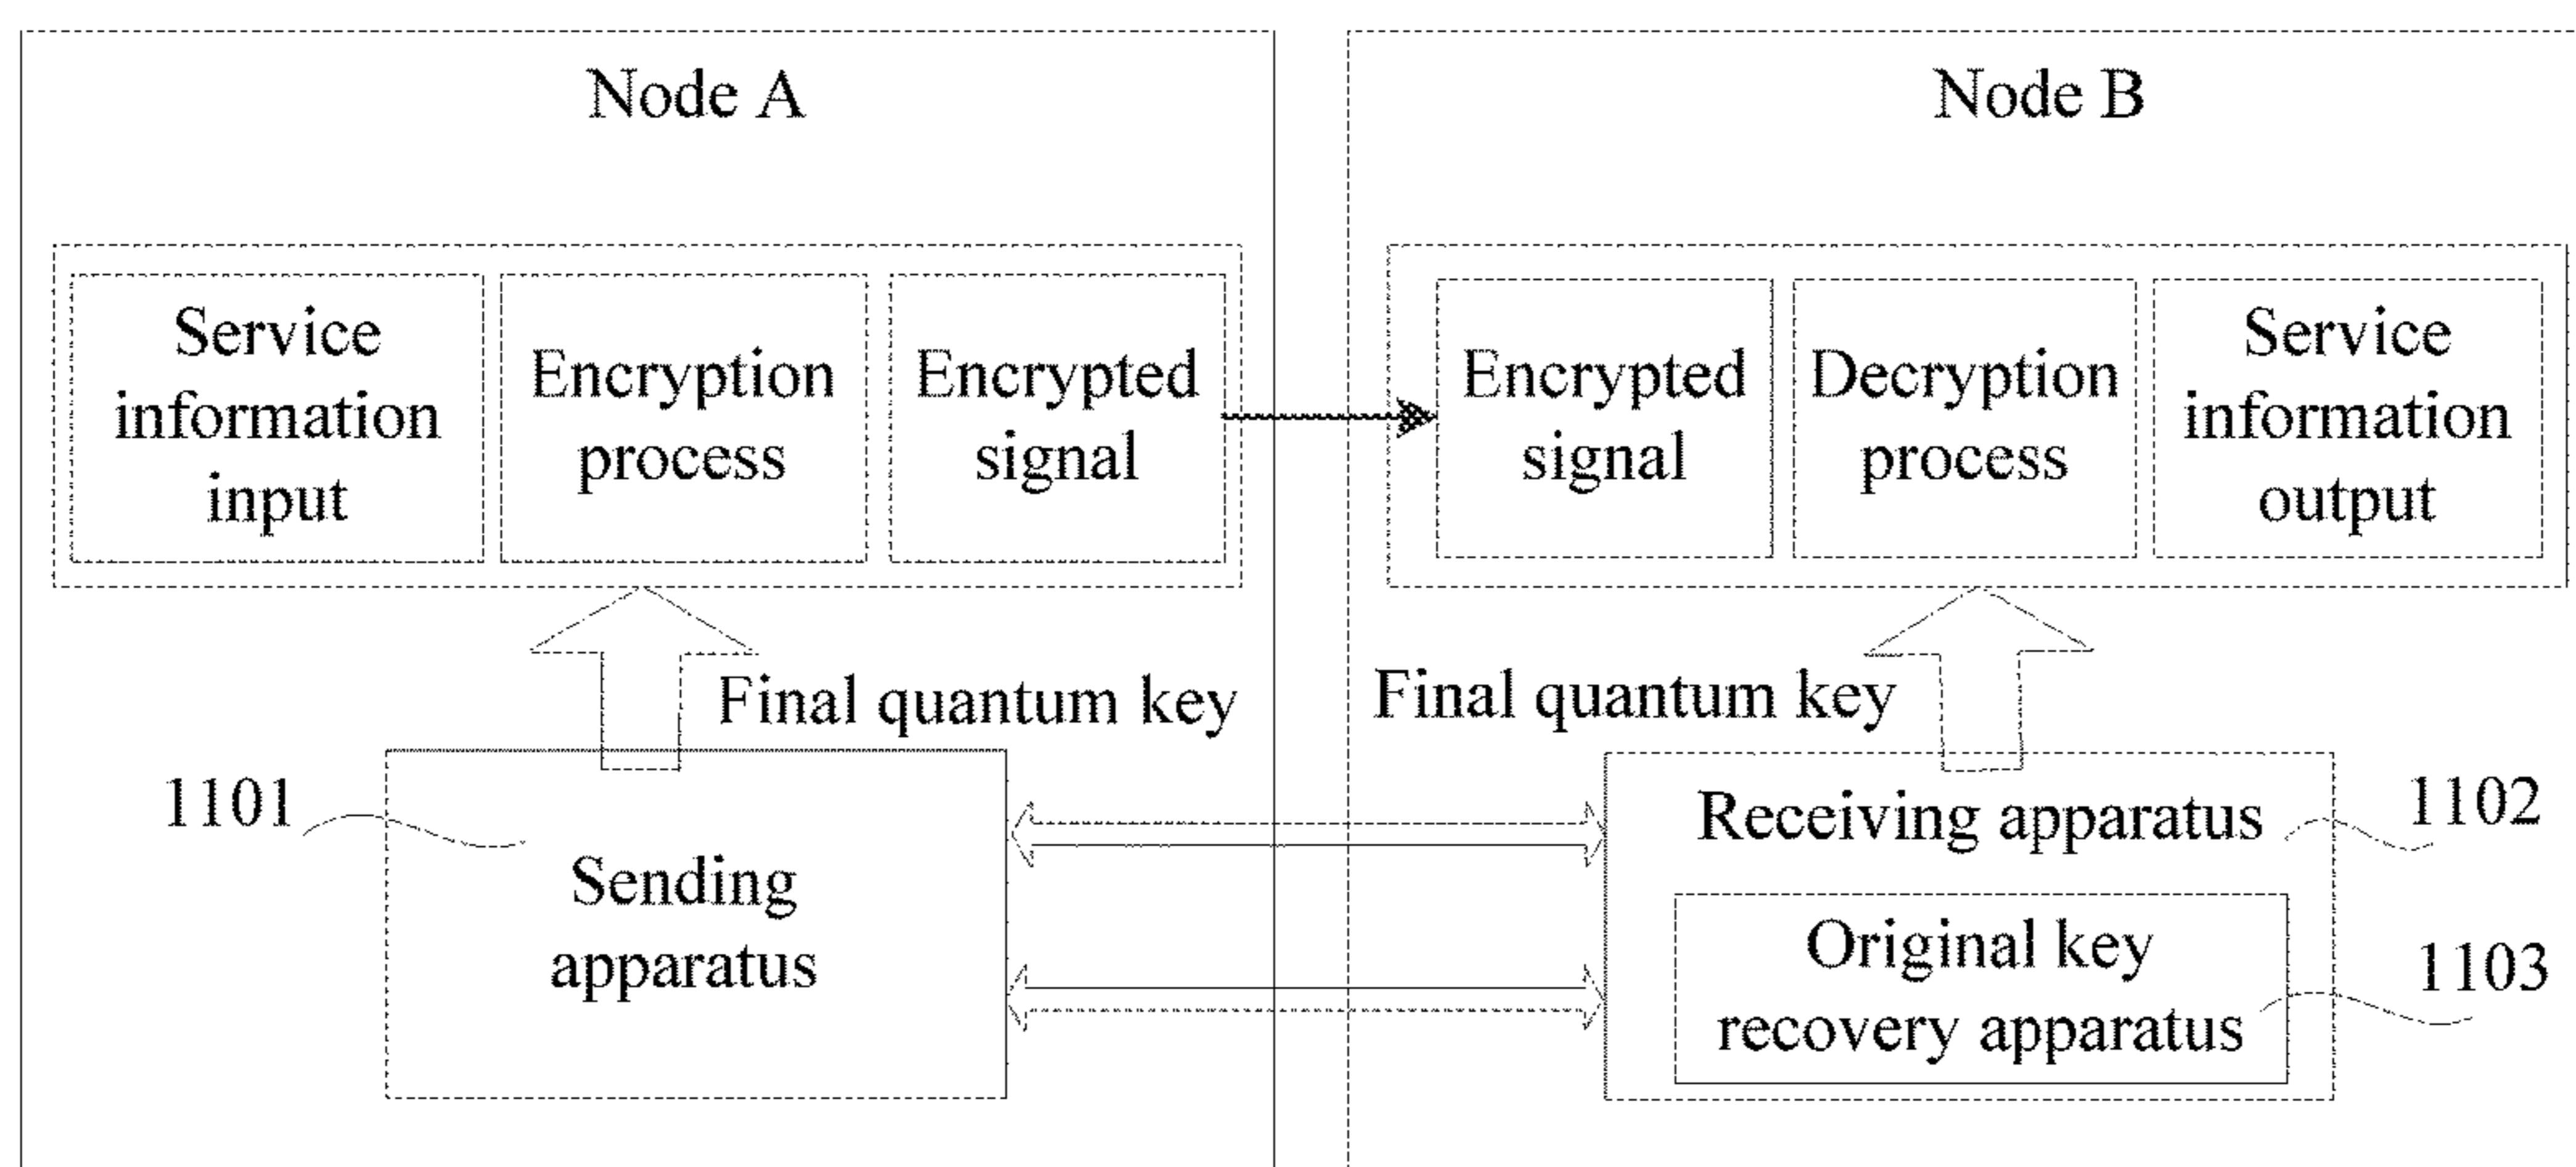 Node A
Service
information
input
Encryption
process
Encrypted
signal
Final quantum key
1101
Sending
apparatus
Node B
Encrypted
signal
Decryption
process
Service
information
output
Final quantum key
Receiving apparatus
1102
Original key
recovery apparatus
1103